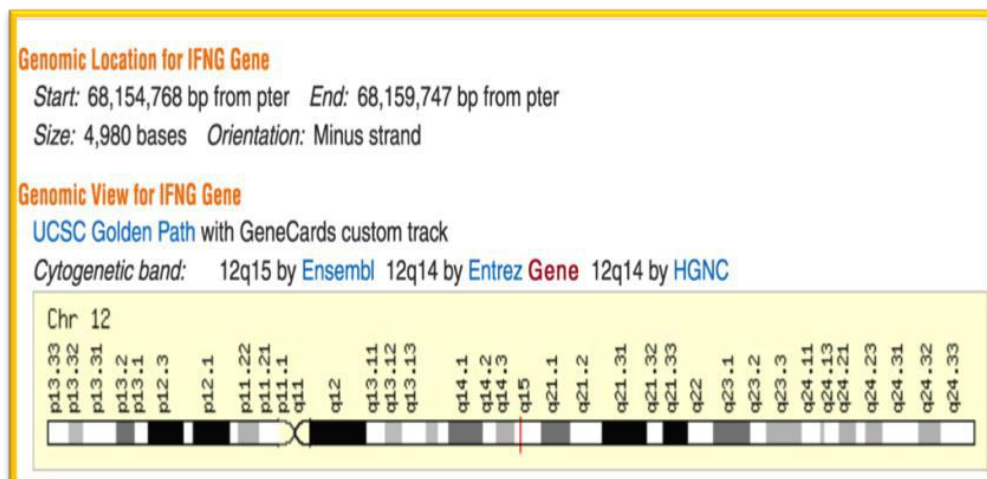 Genomic Location for IFNG Gene
Start: 68,154,768 bp from pter End: 68,159,747 bp from pter
Size: 4,980 bases Orientation: Minus strand
Genomic View for IFNG Gene
UCSC Golden Path with GeneCards custom track
Cytogenetic band: 12q15 by Ensembl 12q14 by Entrez Gene 12q14 by HGNC
Chr 12
p13.33 p13.32 p13.31 p13.2 p13.1 p12.3 p12.1 p11.22 p11.21 p11.1 q11 q12 q13.11 q13.12 q13.13 q14.1 q14.2 q14.3 q15 q21.1 q21.2 q21.31 q21.32 q21.33 q22 q23.1 q23.2 q23.3 q24.11 q24.13 q24.21 q24.23 q24.31 q24.32 q24.33